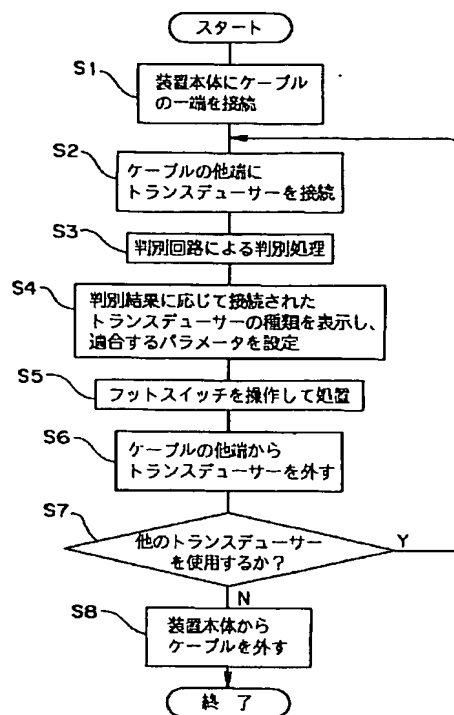 スタート
S1
装置本体にケーブル
の一端を接続
S2
ケーブルの他端に
トランスデューサーを接続
S3
判別回路による判別処理
S4
判別結果に応じて接続された
トランスデューサーの種類を表示し、
適合するパラメータを設定
S5
フットスイッチを操作して処置
S6
ケーブルの他端から
トランスデューサーを外す
S7
他のトランスデューサー
を使用するか?
Y
N
S8
装置本体から
ケーブルを外す
終了